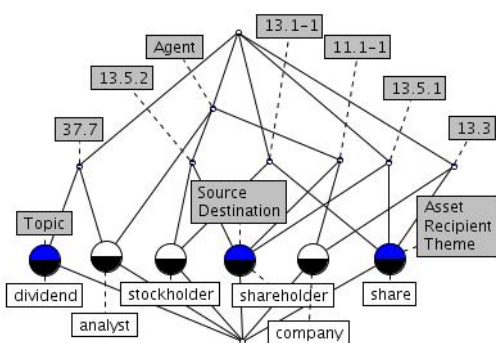 13.1-1
Agent
11.1-1
13.5.2
13.5.1
37.7
13.3
Source
Destination
Topic
Asset
Recipient
Theme
dividend
stockholder
shareholder
share
analyst
company